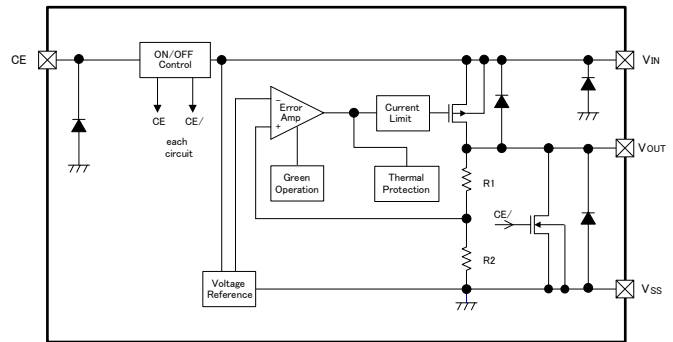 CE
ON/OFF
Control
VIN
CE
CE/
each
circuit
−
Error
Amp
+
Current
Limit
VOUT
Green
Operation
Thermal
Protection
R1
CE/
R2
Voltage
Reference
VSS